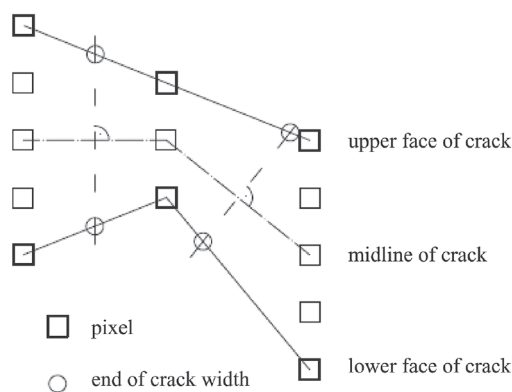 upper face of crack
midline of crack
pixel
lower face of crack
end of crack width